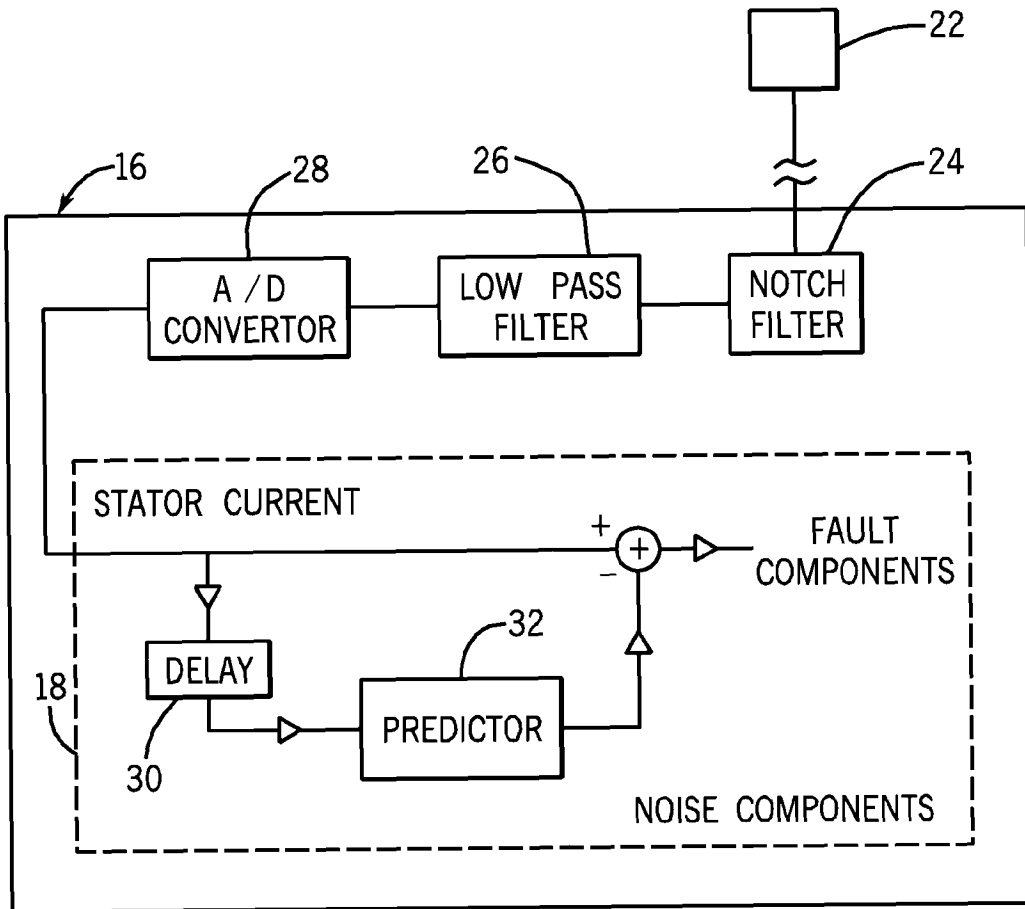 22
16
28
26
24
A/D
CONVERTOR
LOW PASS
FILTER
NOTCH
FILTER
STATOR CURRENT
+
+
−
FAULT
COMPONENTS
32
DELAY
18
PREDICTOR
30
NOISE COMPONENTS